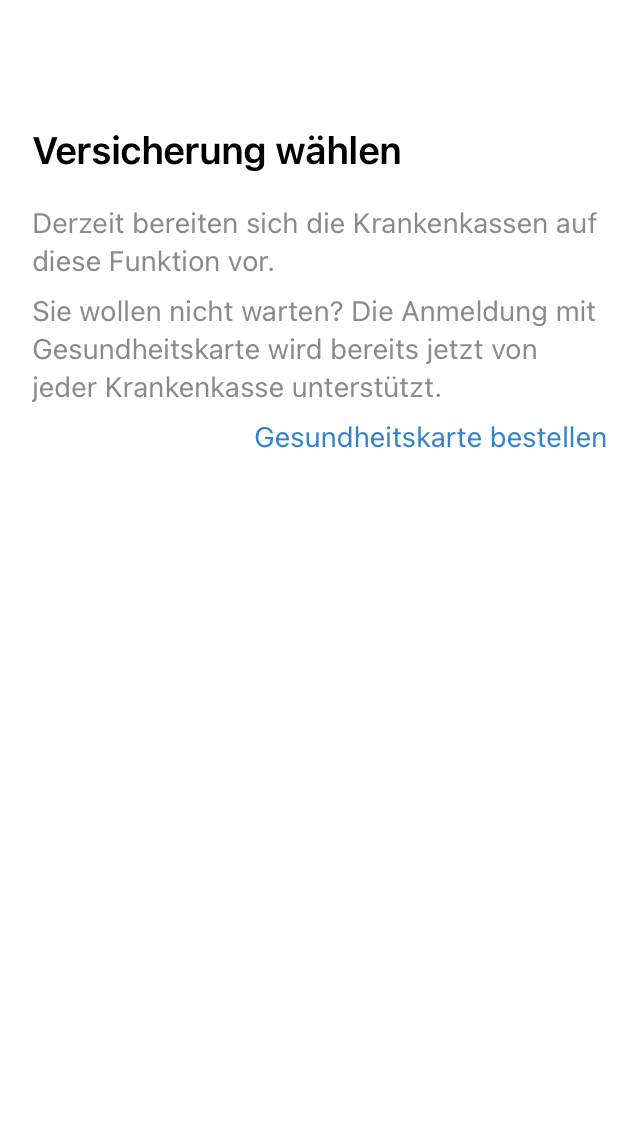 Versicherung wählen
Derzeit bereiten sich die Krankenkassen auf
diese Funktion vor.
Sie wollen nicht warten? Die Anmeldung mit
Gesundheitskarte wird bereits jetzt von
jeder Krankenkasse unterstützt.
Gesundheitskarte bestellen